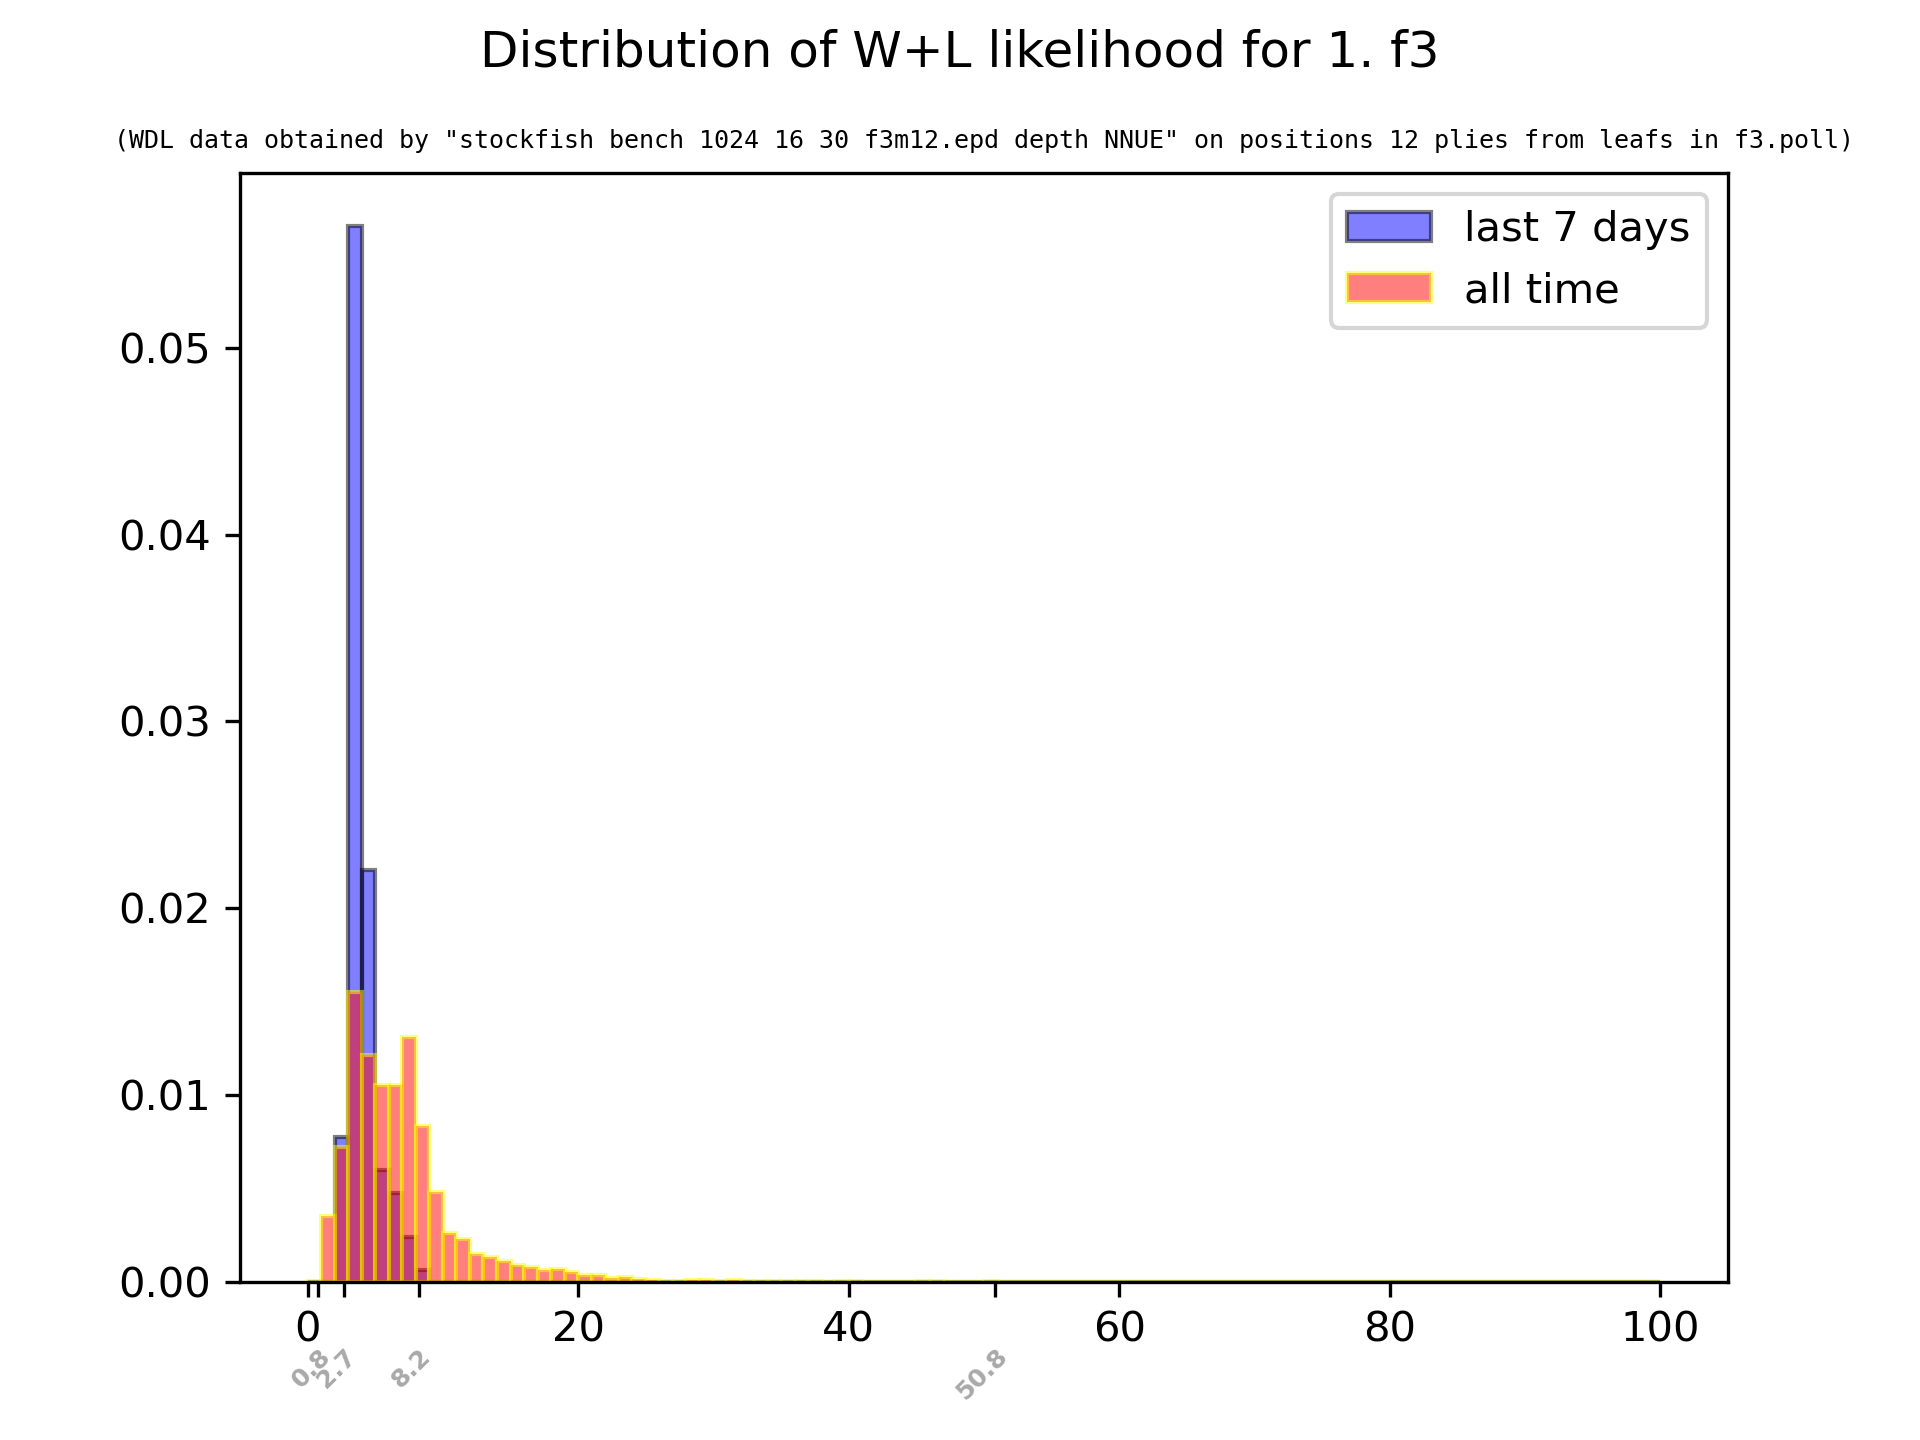 Distribution of W+L likelihood for 1. f3
(WDL data obtained by "stockfish bench 1024 16 30 f3m12.epd depth NNUE" on positions 12 plies from leafs in f3.poll)
last 7 days
all time
0.05
0.04
0.03
0.02
0.01
0.00
0 20 40 60 80 100
0.8 2.7 8.2 50.8